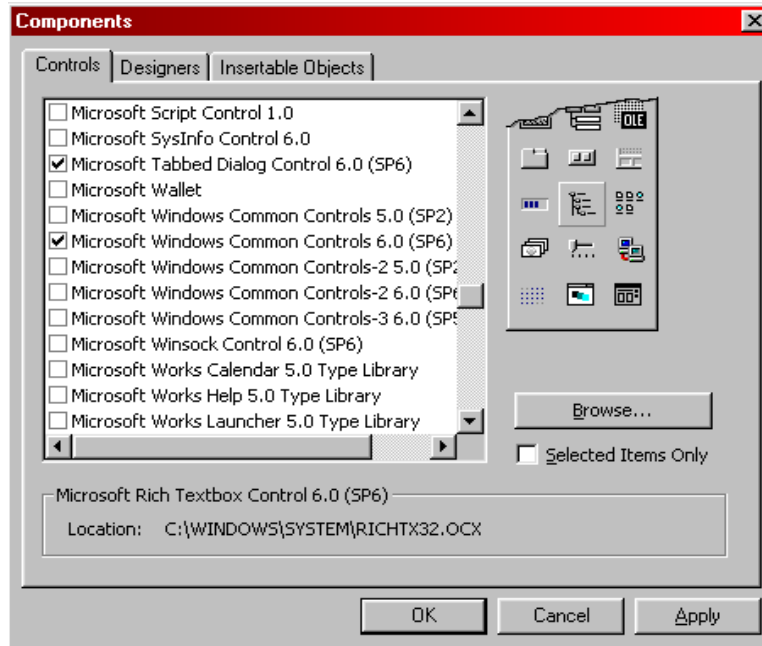 Components
Controls
Designers
Insertable Objects
Microsoft Script Control 1.0
Microsoft SysInfo Control 6.0
Microsoft Tabbed Dialog Control 6.0 (SP6)
Microsoft Wallet
Microsoft Windows Common Controls 5.0 (SP2)
Microsoft Windows Common Controls 6.0 (SP6)
Microsoft Windows Common Controls-2 5.0 (SP2
Microsoft Windows Common Controls-2 6.0 (SP6
Microsoft Windows Common Controls-3 6.0 (SP5
Microsoft Winsock Control 6.0 (SP6)
Microsoft Works Calendar 5.0 Type Library
Microsoft Works Help 5.0 Type Library
Microsoft Works Launcher 5.0 Type Library
OLE
Browse...
Selected Items Only
Microsoft Rich Textbox Control 6.0 (SP6)
Location: C:\WINDOWS\SYSTEM\RICHTX32.OCX
OK
Cancel
Apply